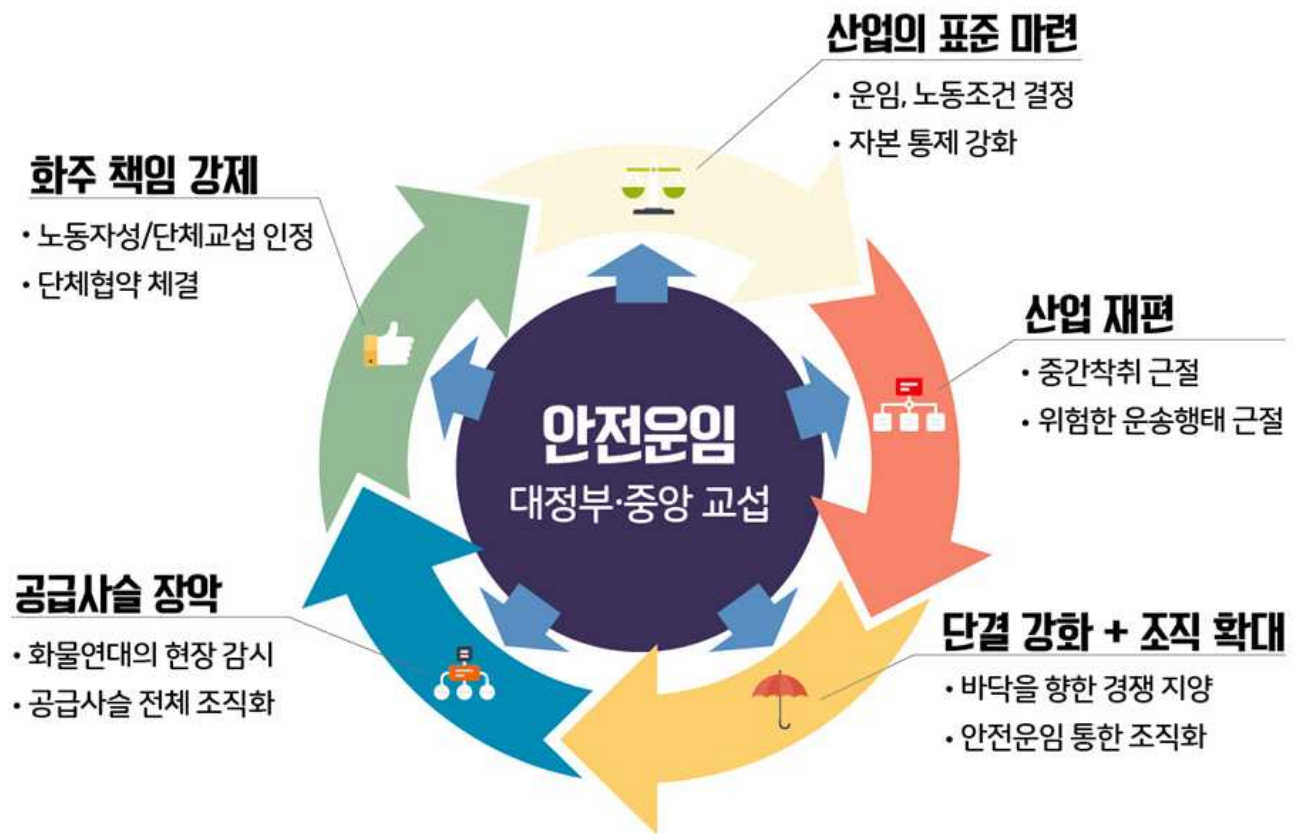 산업의 표준 마련
• 운임, 노동조건 결정
• 자본 통제 강화
화주 책임 강제
• 노동자성/단체교섭 인정
• 단체협약 체결
산업 재편
• 중간착취 근절
• 위험한 운송행태 근절
안전운임
대정부·중앙 교섭
공급사슬 장악
• 화물연대의 현장 감시
• 공급사슬 전체 조직화
단결 강화 + 조직 확대
• 바닥을 향한 경쟁 지양
• 안전운임 통한 조직화